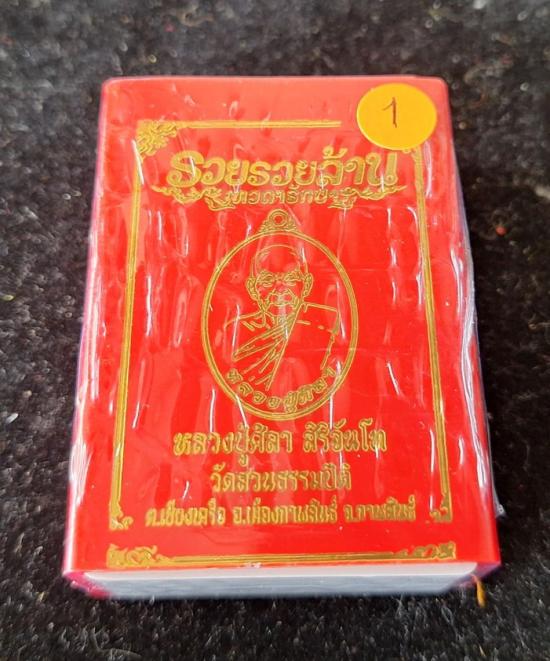 1
รวยรวยล้าน
เทวดารักษา
หลวงปู่ศิลา
หลวงปู่ศิลา สิริจันโท
วัดสวนธรรมปีติ
ต.เชียงเครือ อ.เมืองกาฬสินธุ์ จ.กาฬสินธุ์